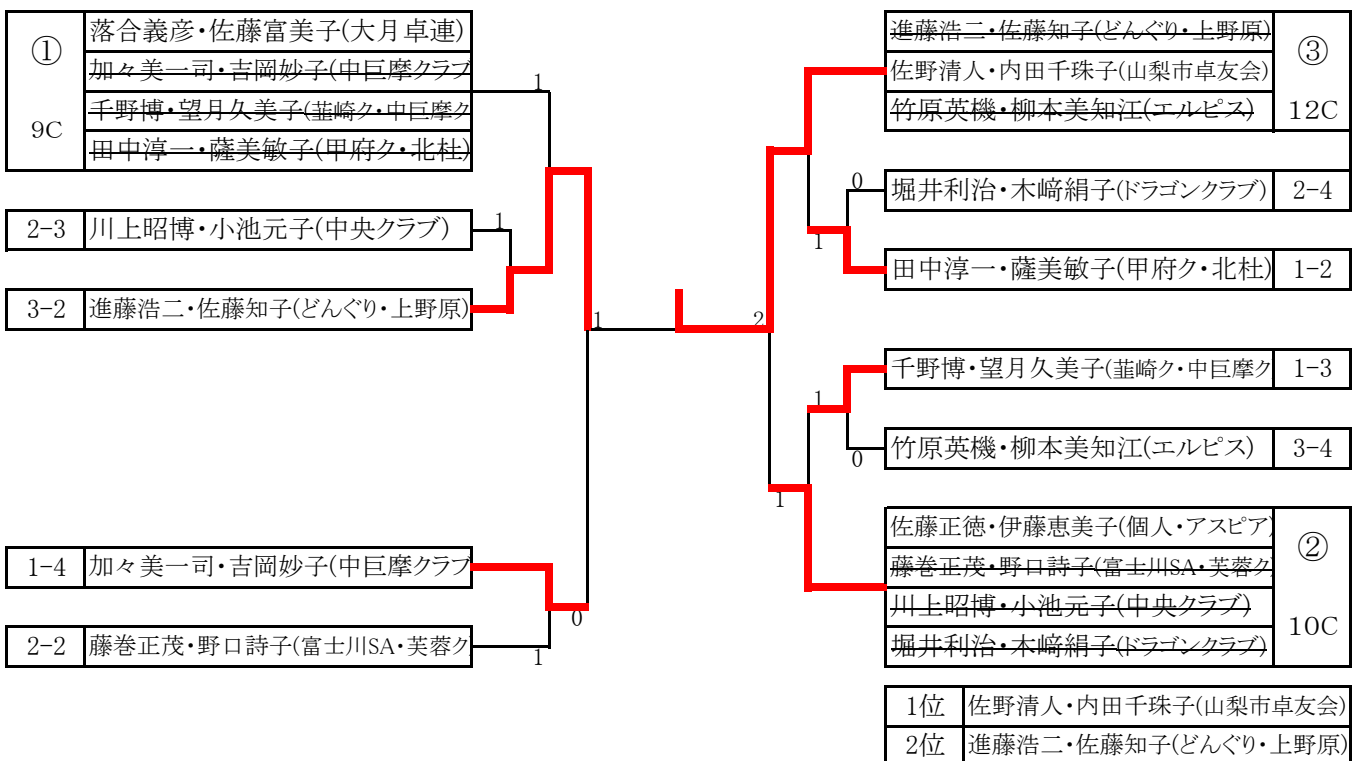 ①
9C
落合義彦・佐藤富美子(大月卓連)
加々美一司・吉岡妙子(中巨摩クラブ
千野博・望月久美子(韮崎ク・中巨摩ク
田中淳一・薩美敏子(甲府ク・北杜)
1
2-3 川上昭博・小池元子(中央クラブ)
1
3-2 進藤浩二・佐藤知子(どんぐり・上野原)
1
1-4 加々美一司・吉岡妙子(中巨摩クラブ
0
2-2 藤巻正茂・野口詩子(富士川SA・芙蓉ク
1
進藤浩二・佐藤知子(どんぐり・上野原)
佐野清人・内田千珠子(山梨市卓友会)
竹原英機・柳本美知江(エルピス)
③
12C
0
堀井利治・木﨑絹子(ドラゴンクラブ) 2-4
1
田中淳一・薩美敏子(甲府ク・北杜) 1-2
2
千野博・望月久美子(韮崎ク・中巨摩ク 1-3
1
竹原英機・柳本美知江(エルピス) 3-4
0
1
佐藤正徳・伊藤恵美子(個人・アスピア)
藤巻正茂・野口詩子(富士川SA・芙蓉ク
川上昭博・小池元子(中央クラブ)
堀井利治・木﨑絹子(ドラゴンクラブ)
②
10C
1位 佐野清人・内田千珠子(山梨市卓友会)
2位 進藤浩二・佐藤知子(どんぐり・上野原)